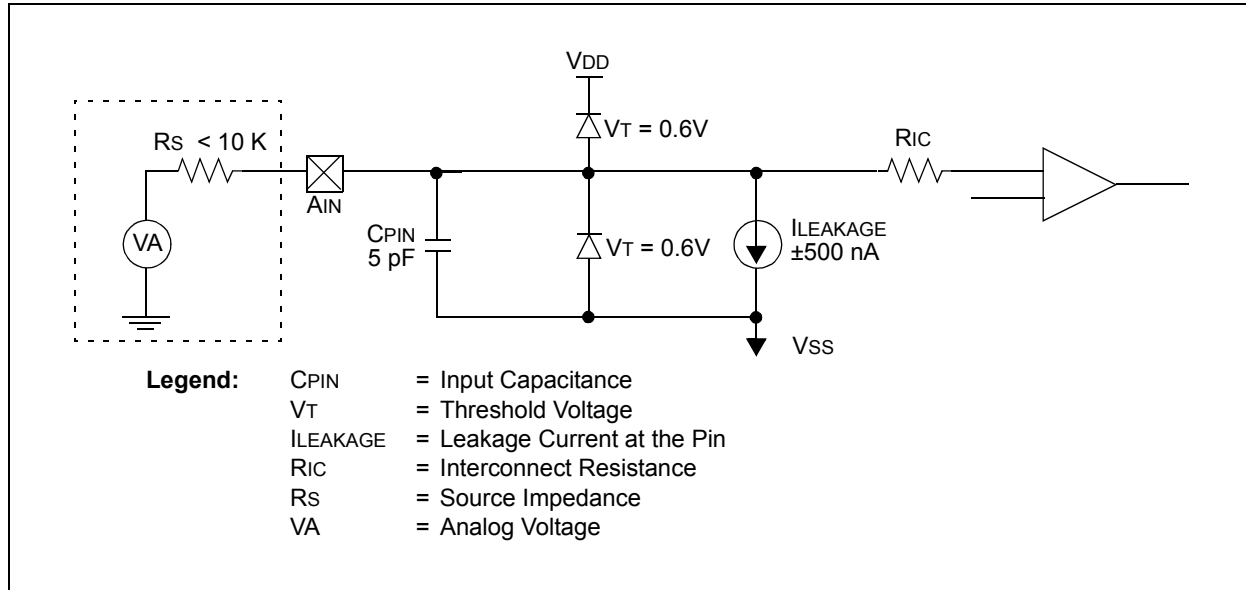 VDD
VT = 0.6V
RS < 10 K
RIC
AIN
CPIN
5 pF
VT = 0.6V
ILEAKAGE
±500 nA
VA
VSS
Legend: CPIN = Input Capacitance
VT = Threshold Voltage
ILEAKAGE = Leakage Current at the Pin
RIC = Interconnect Resistance
RS = Source Impedance
VA = Analog Voltage